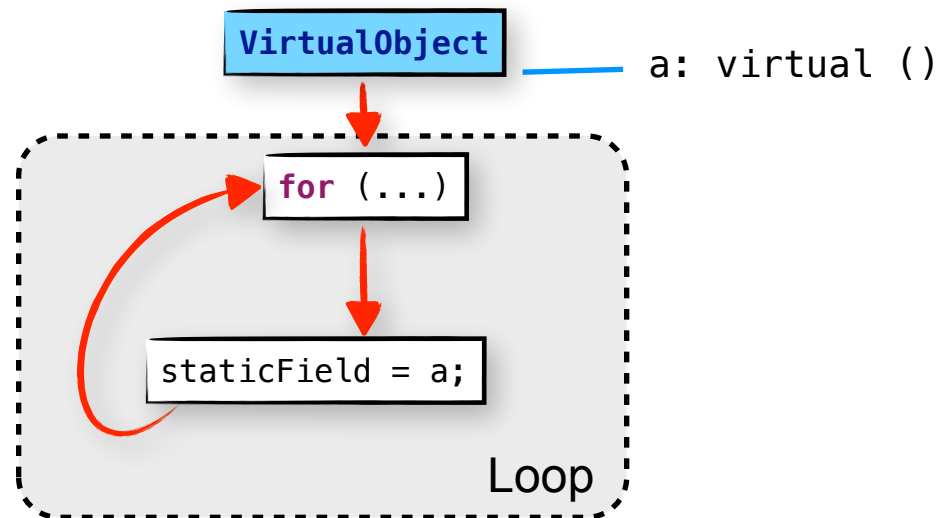 VirtualObject
a: virtual ()
for (...)
staticField = a;
Loop